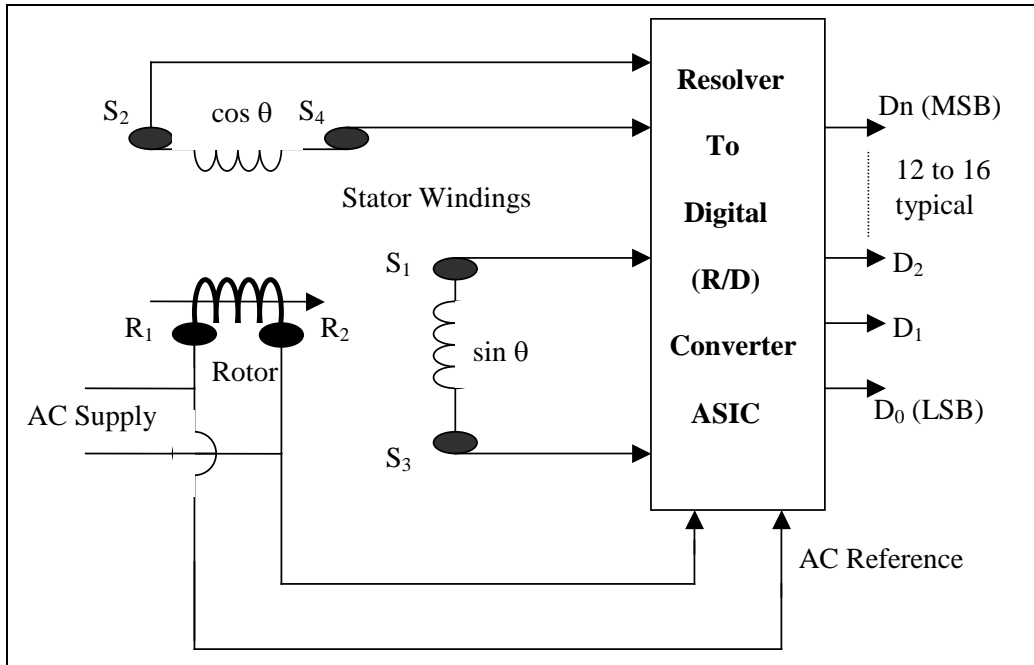 Resolver
To
Digital
(R/D)
Converter
ASIC
S₂
cos θ
S₄
Stator Windings
S₁
sin θ
S₃
R₁
R₂
Rotor
AC Supply
AC Reference
Dn (MSB)
12 to 16
typical
D₂
D₁
D₀ (LSB)